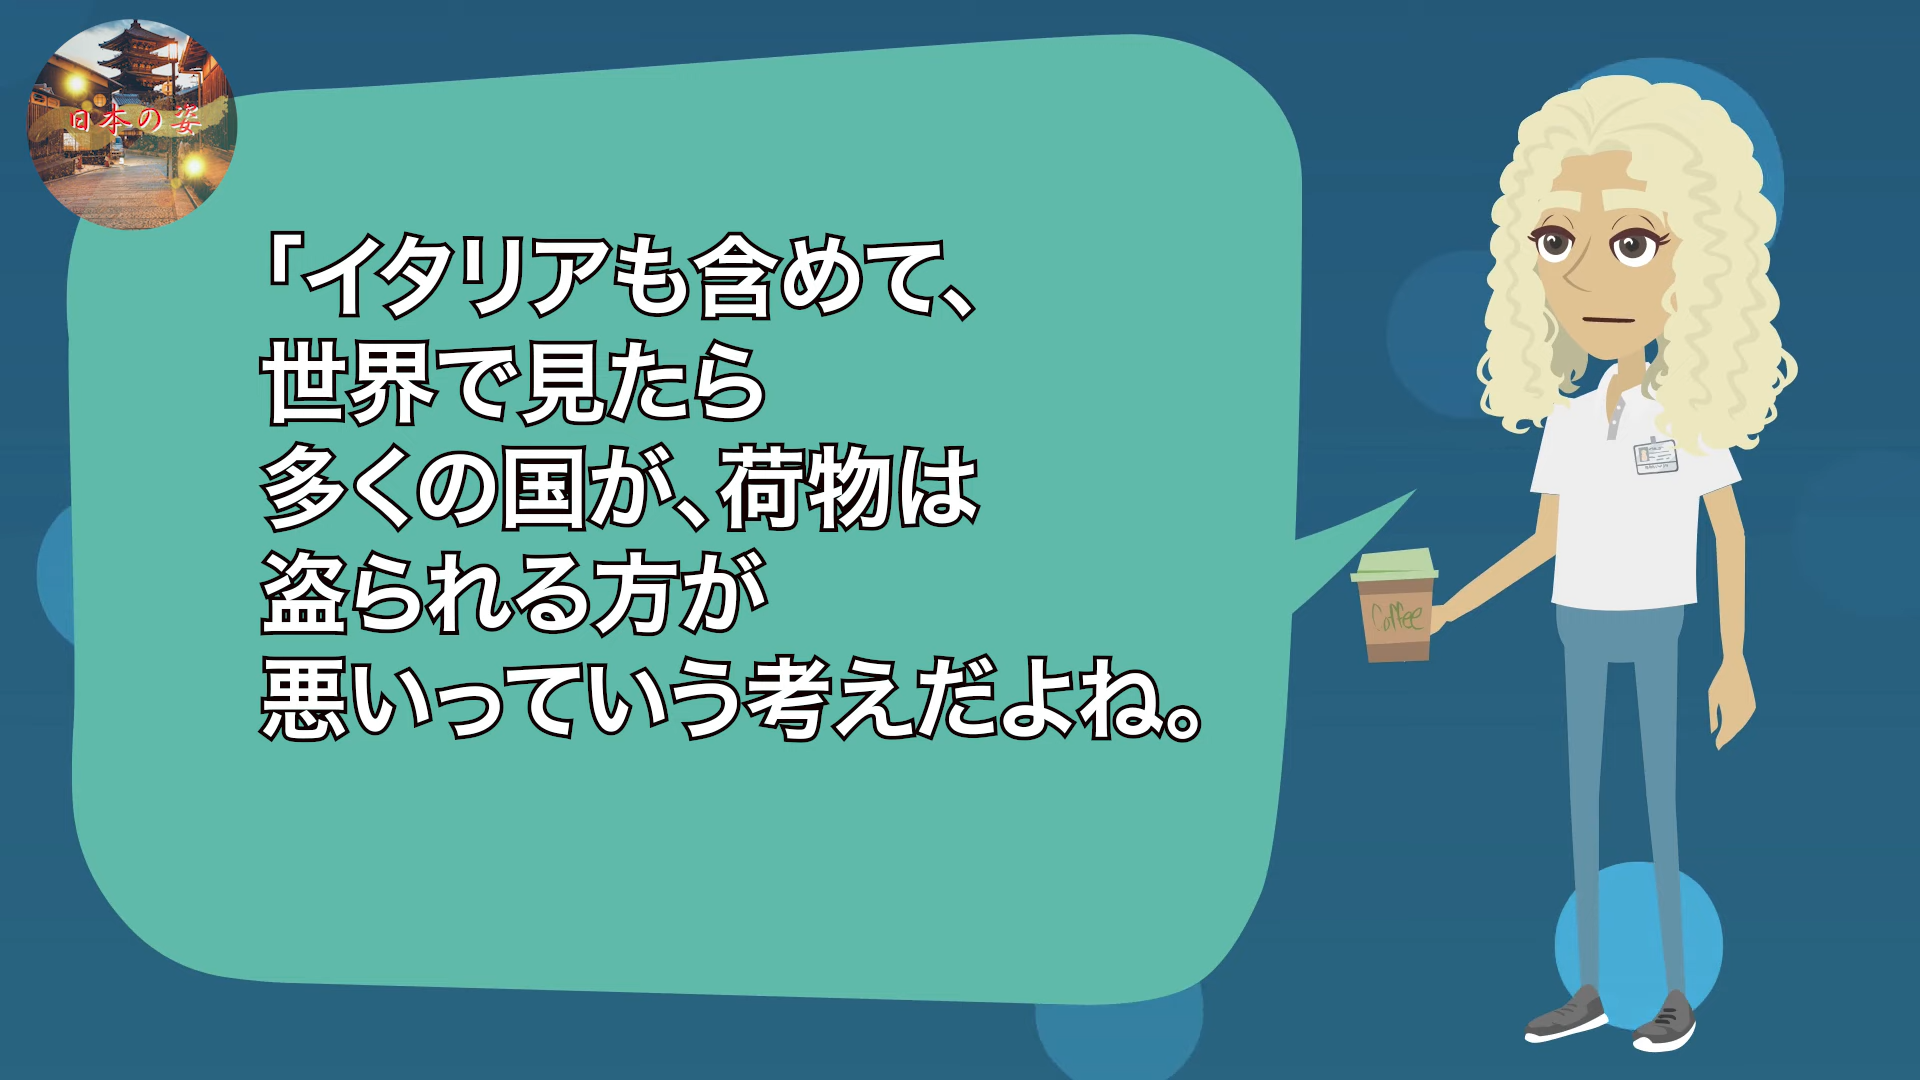 日本の姿
「イタリアも含めて、
世界で見たら
多くの国が、荷物は
盗られる方が
悪いっていう考えだよね。
Coffee